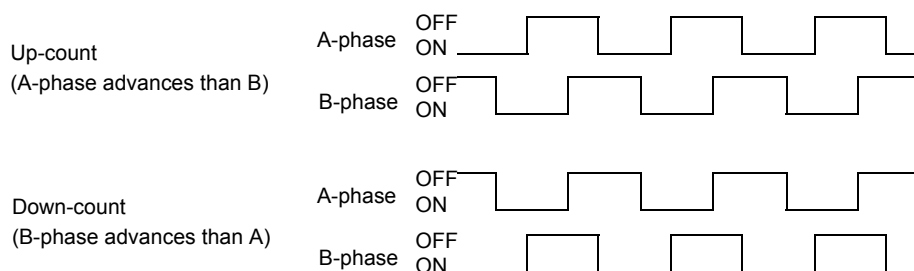 Up-count
(A-phase advances than B)
A-phase
OFF
ON
B-phase
OFF
ON
Down-count
(B-phase advances than A)
A-phase
OFF
ON
B-phase
OFF
ON